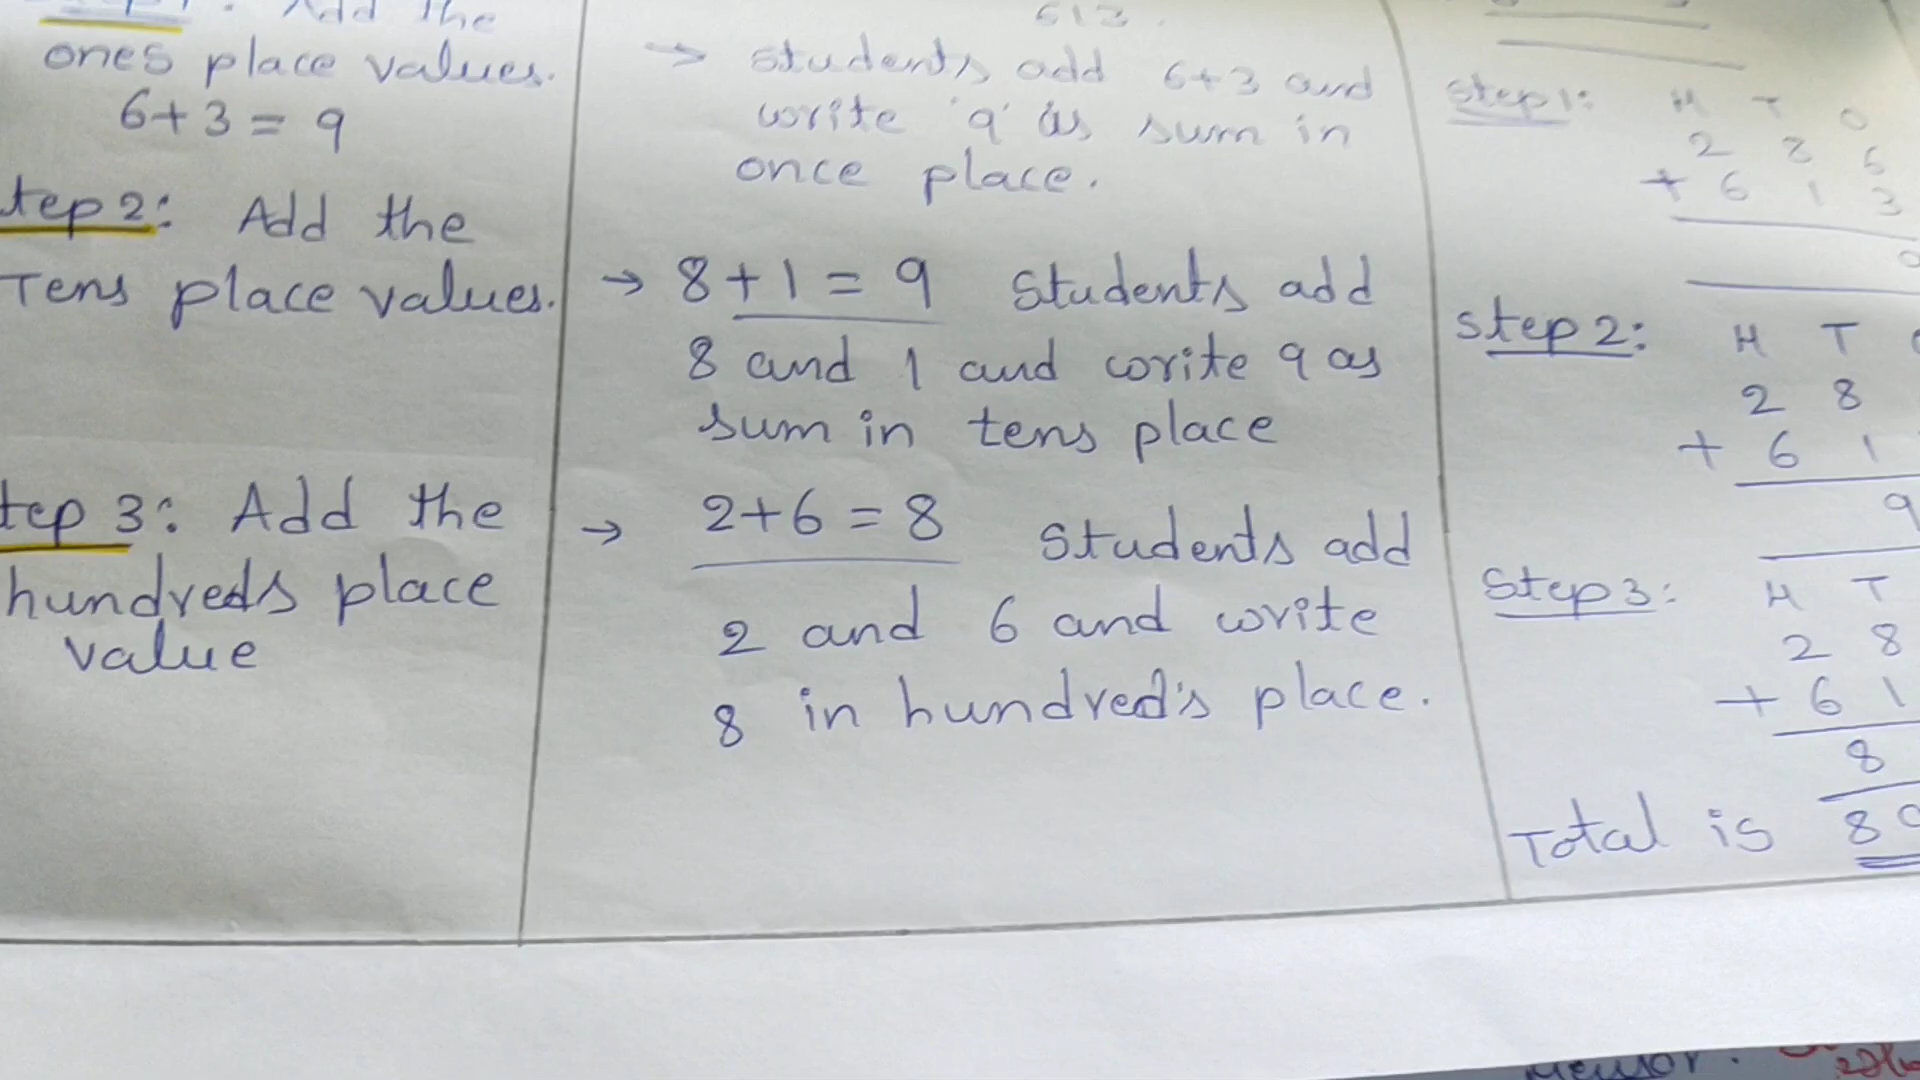 Add the
ones place values.
6+3 = 9
tep 2: Add the
Tens place values.
tep 3: Add the
hundreds place
value
613.
→ students add 6+3 and
write '9' as sum in
once place.
→ 8+1 = 9 Students add
8 and 1 and write 9 as
sum in tens place
→ 2+6 = 8 Students add
2 and 6 and write
8 in hundred's place.
Step 1: H T O
2 8 6
+ 6 1 3
Step 2: H T
2 8
+ 6 1
9
Step 3: H T
2 8
+ 6 1
8
Total is 89